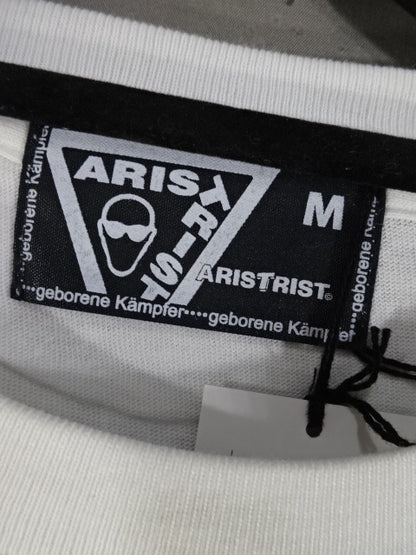 ARIS
TRIST
M
ARISTRIST©
geborene Kämpfer
....geborene Kämpfer....geborene Kämpfer